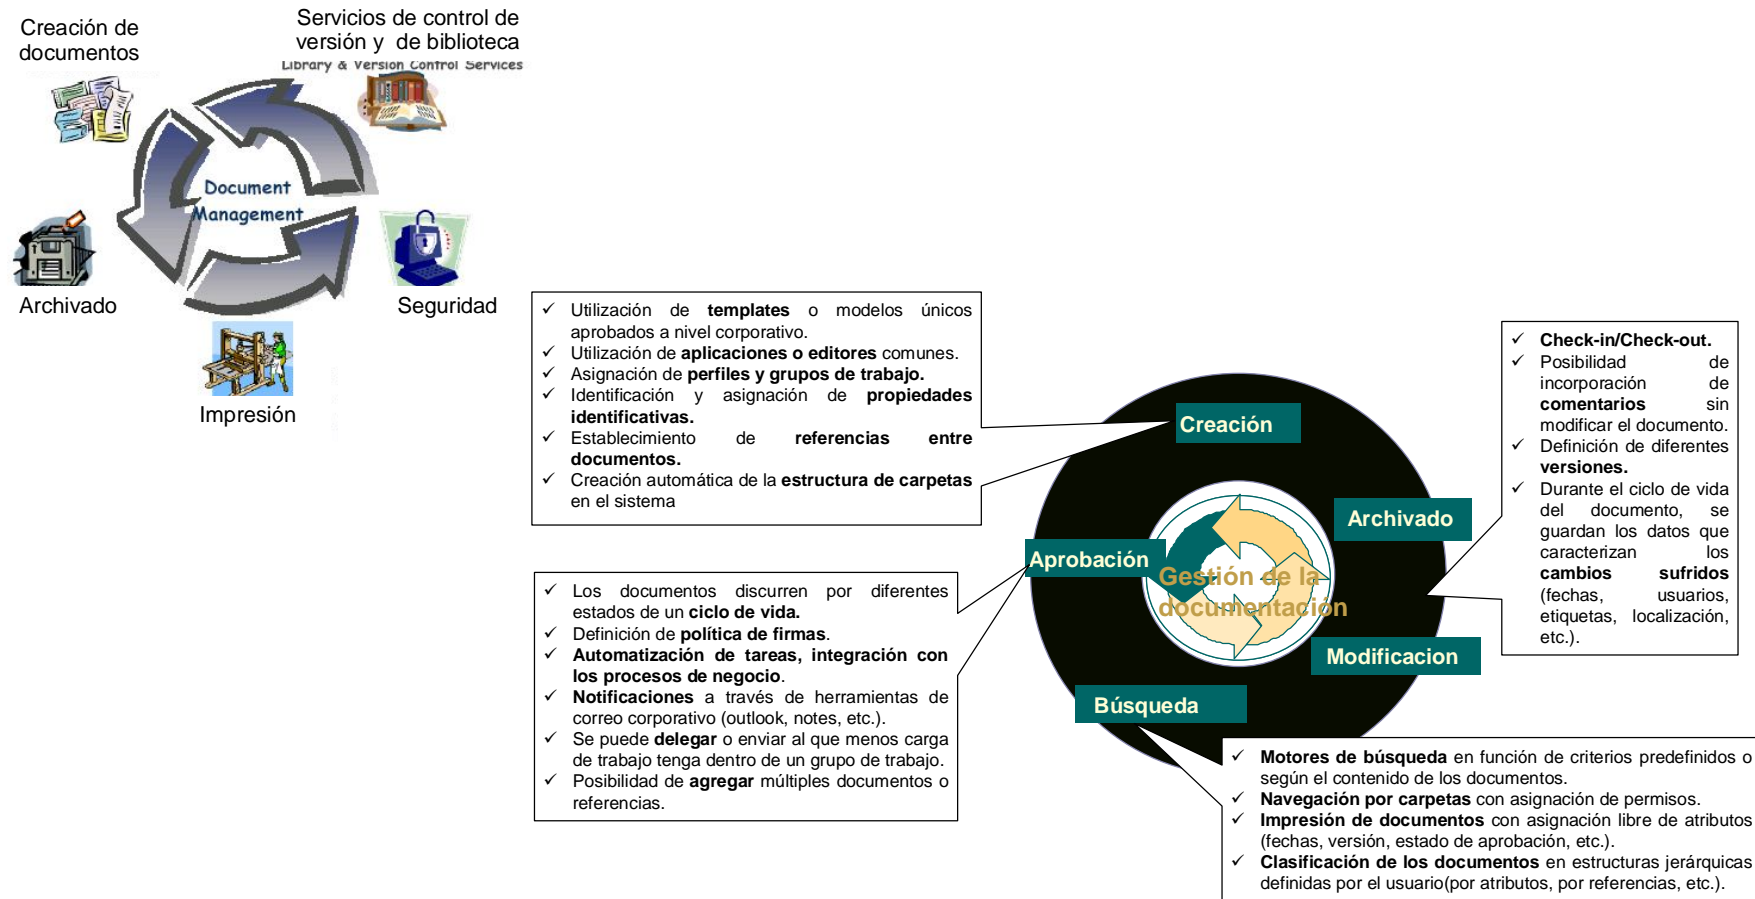 Creación de
documentos
Servicios de control de
versión y de biblioteca
Library & Version Control Services
Document
Management
Archivado
Seguridad
Impresión
✓ Utilización de templates o modelos únicos
aprobados a nivel corporativo.
✓ Utilización de aplicaciones o editores comunes.
✓ Asignación de perfiles y grupos de trabajo.
✓ Identificación y asignación de propiedades
identificativas.
✓ Establecimiento de referencias entre
documentos.
✓ Creación automática de la estructura de carpetas
en el sistema
✓ Los documentos discurren por diferentes
estados de un ciclo de vida.
✓ Definición de política de firmas.
✓ Automatización de tareas, integración con
los procesos de negocio.
✓ Notificaciones a través de herramientas de
correo corporativo (outlook, notes, etc.).
✓ Se puede delegar o enviar al que menos carga
de trabajo tenga dentro de un grupo de trabajo.
✓ Posibilidad de agregar múltiples documentos o
referencias.
Creación
Archivado
Aprobación
Gestión de la
documentación
Modificacion
Búsqueda
✓ Check-in/Check-out.
✓ Posibilidad de
incorporación de
comentarios sin
modificar el documento.
✓ Definición de diferentes
versiones.
✓ Durante el ciclo de vida
del documento, se
guardan los datos que
caracterizan los
cambios sufridos
(fechas, usuarios,
etiquetas, localización,
etc.).
✓ Motores de búsqueda en función de criterios predefinidos o
según el contenido de los documentos.
✓ Navegación por carpetas con asignación de permisos.
✓ Impresión de documentos con asignación libre de atributos
(fechas, versión, estado de aprobación, etc.).
✓ Clasificación de los documentos en estructuras jerárquicas
definidas por el usuario(por atributos, por referencias, etc.).